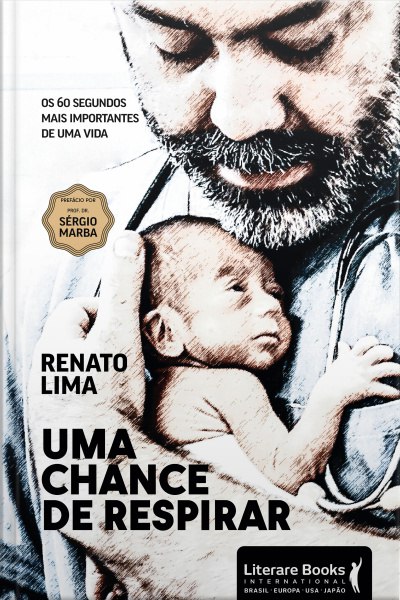 OS 60 SEGUNDOS
MAIS IMPORTANTES
DE UMA VIDA
PREFÁCIO POR
PROF. DR.
SÉRGIO
MARBA
RENATO
LIMA
UMA
CHANCE
DE RESPIRAR
Literare Books
INTERNATIONAL
BRASIL · EUROPA · USA · JAPÃO